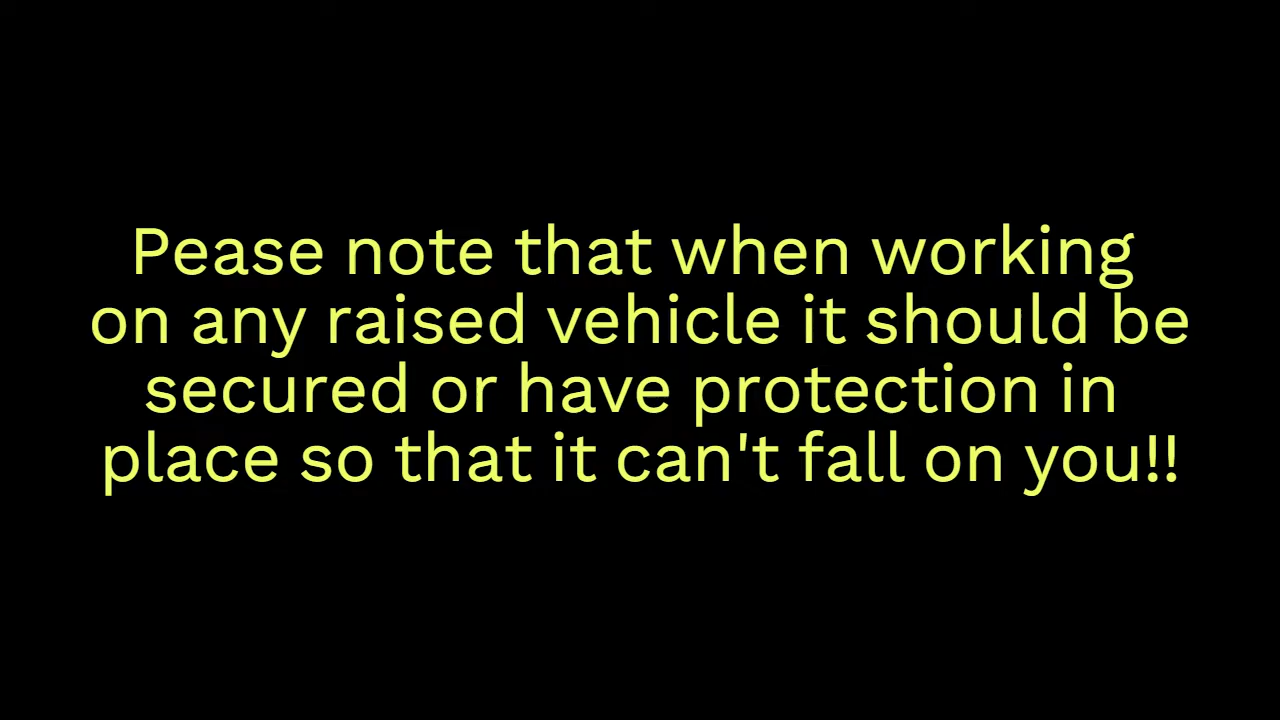 Pease note that when working
on any raised vehicle it should be
secured or have protection in
place so that it can't fall on you!!